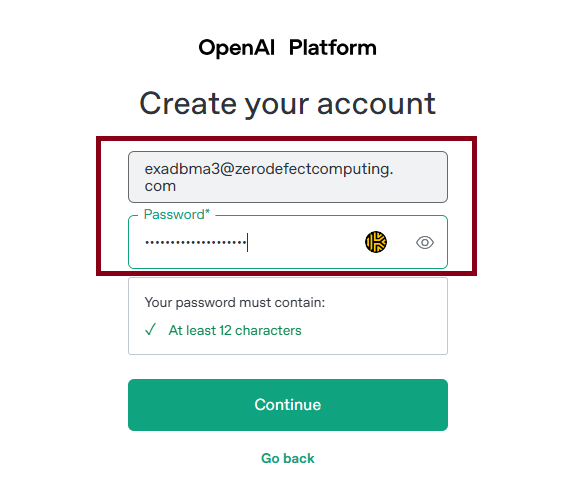 OpenAI Platform
Create your account
exadbma3@zerodefectcomputing.
com
Password*
••••••••••••••••••••
Your password must contain:
✓ At least 12 characters
Continue
Go back